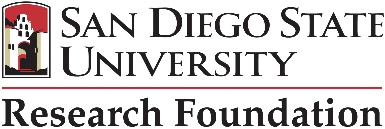 SAN DIEGO STATE
UNIVERSITY
Research Foundation